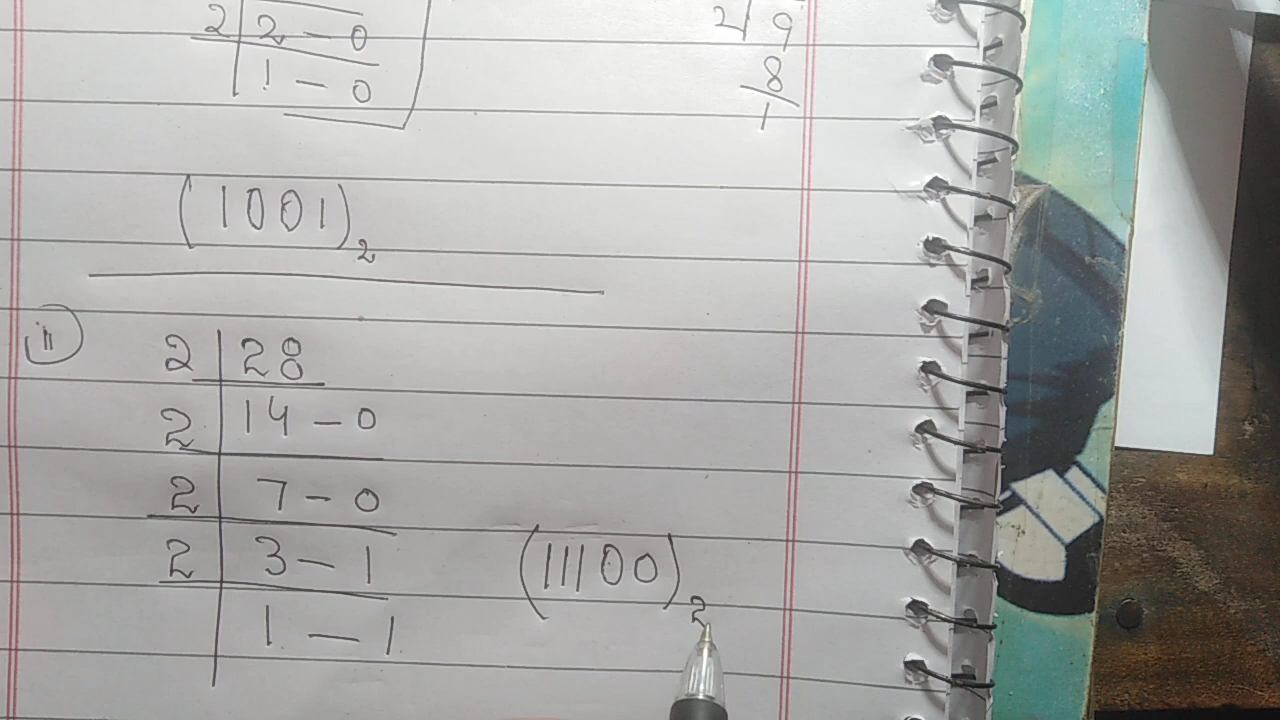 2 | 2 - 0
1 - 0
2 9
8
1
(1001)₂
ii
2 | 28
2 | 14 - 0
2 | 7 - 0
2 | 3 - 1
1 - 1
(11100)₂